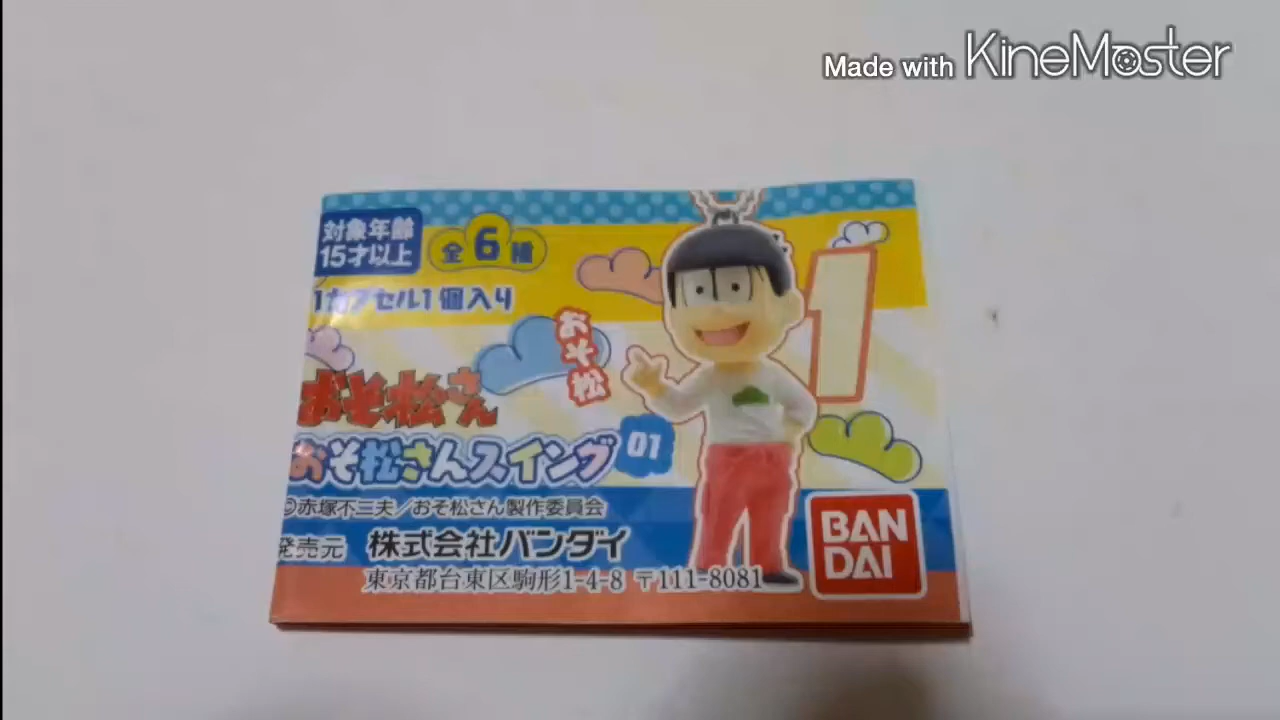 Made with KineMaster
対象年齢
15才以上
全6種
1カプセル1個入り
おそ松
1
おそ松さん
おそ松さんスイング 01
©赤塚不二夫/おそ松さん製作委員会
発売元 株式会社バンダイ
東京都台東区駒形1-4-8 〒111-8081
BAN
DAI